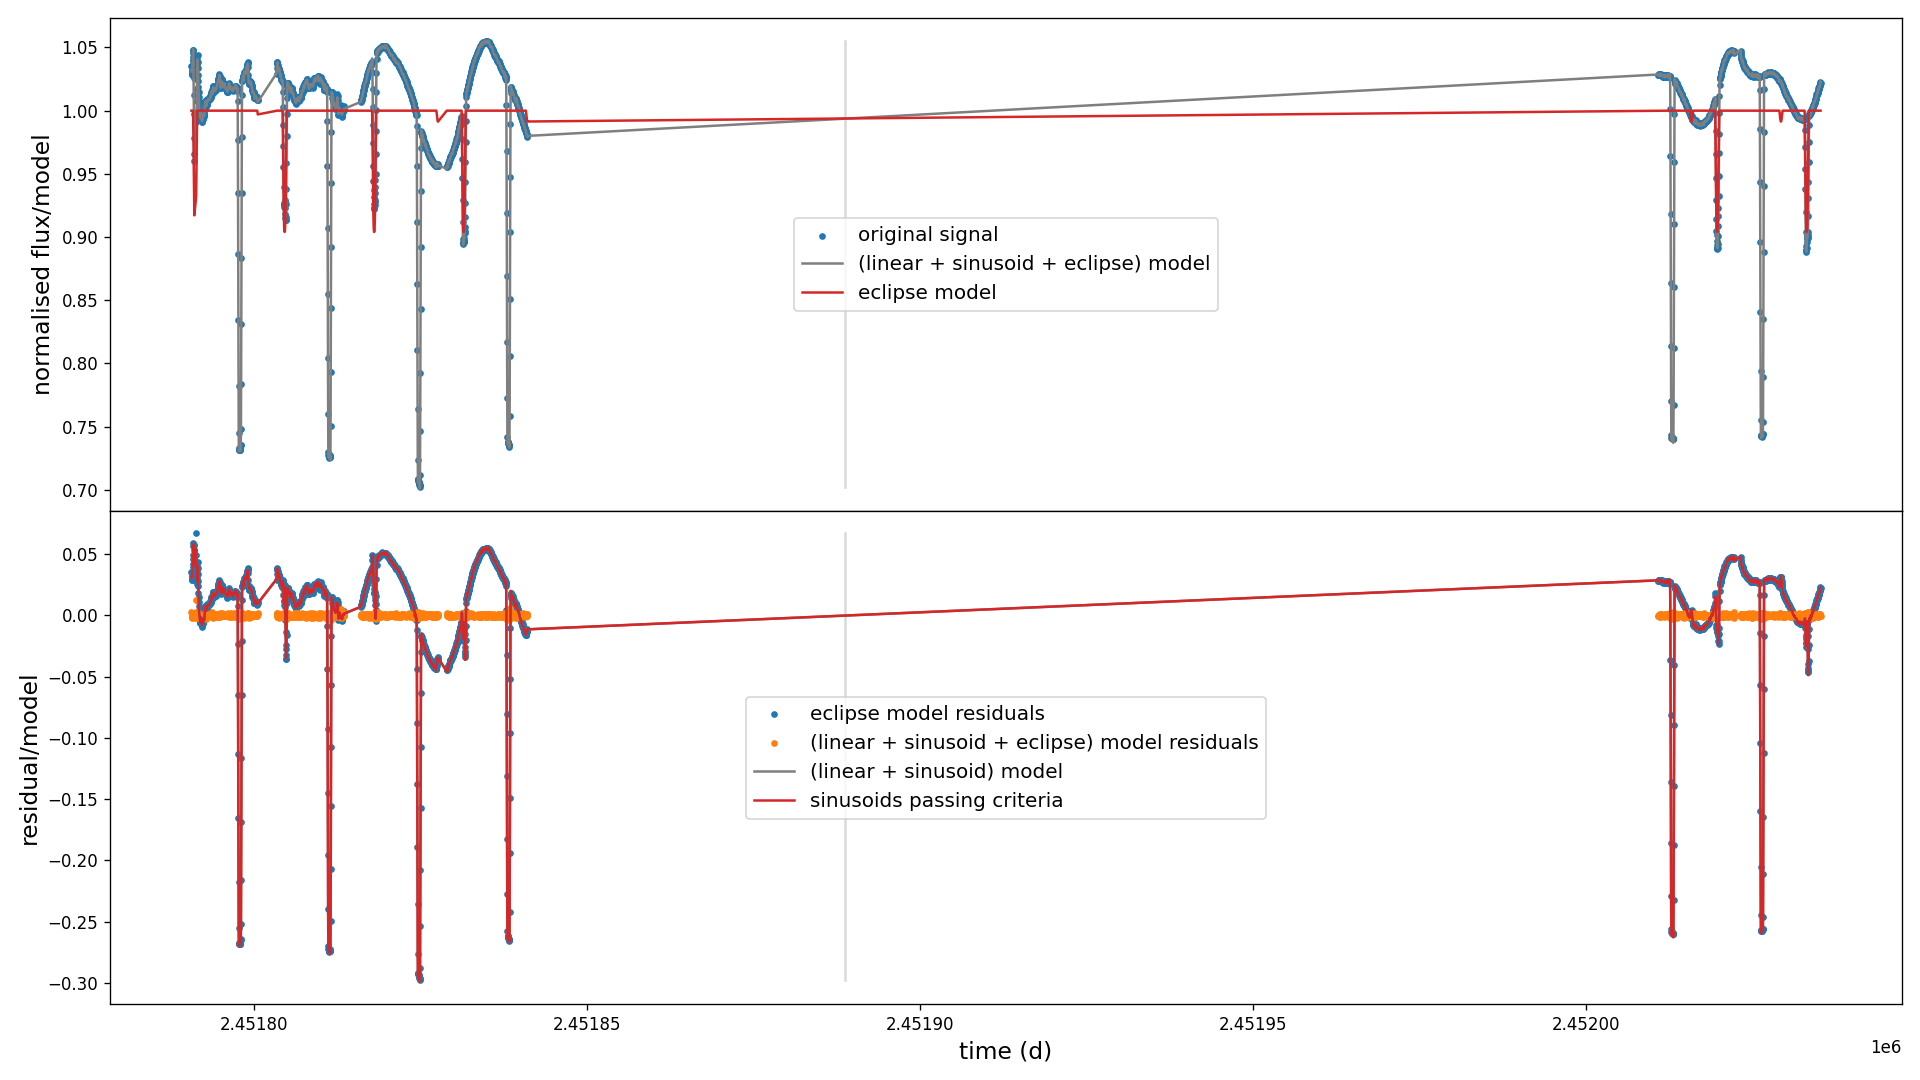 1.05
1.00
0.95
0.90
0.85
0.80
0.75
0.70
normalised flux/model
original signal
(linear + sinusoid + eclipse) model
eclipse model
0.05
0.00
−0.05
−0.10
−0.15
−0.20
−0.25
−0.30
residual/model
eclipse model residuals
(linear + sinusoid + eclipse) model residuals
(linear + sinusoid) model
sinusoids passing criteria
2.45180
2.45185
2.45190
2.45195
2.45200
1e6
time (d)